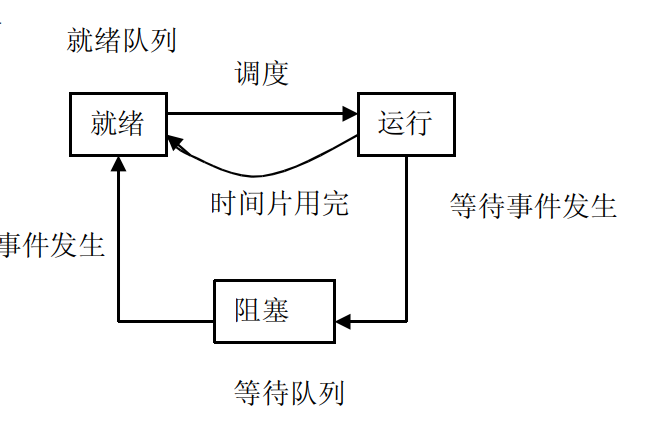 就绪队列
调度
就绪
运行
时间片用完
等待事件发生
事件发生
阻塞
等待队列